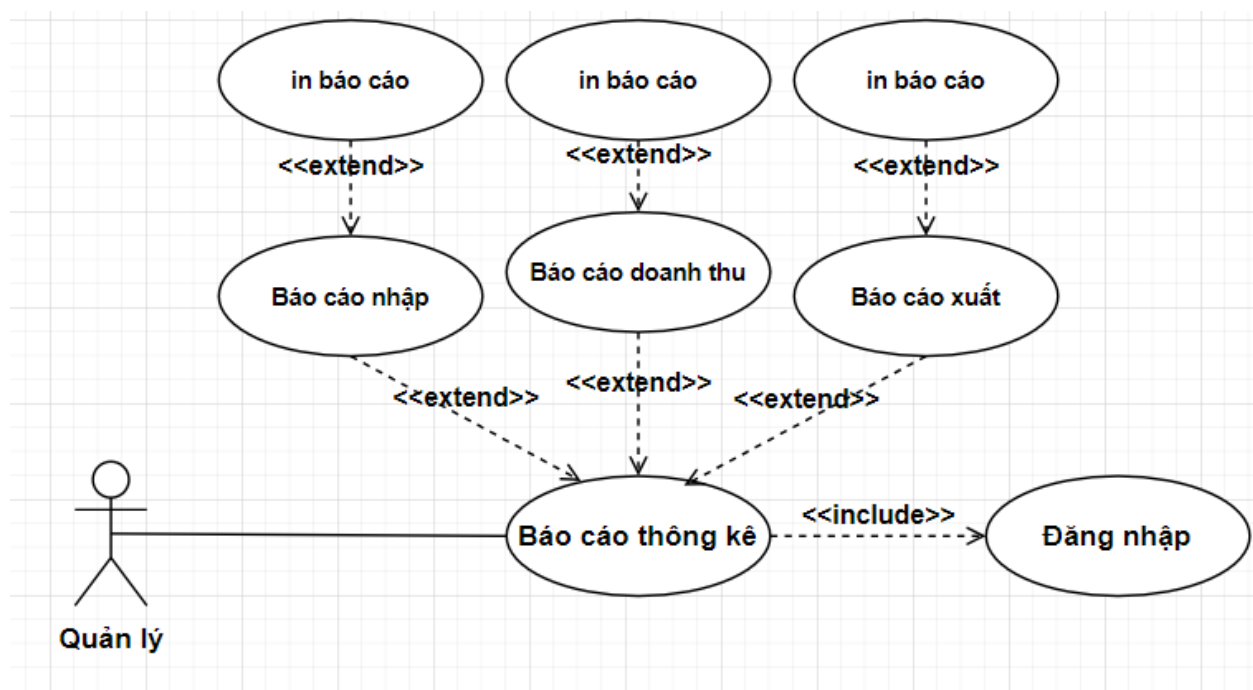 in báo cáo
in báo cáo
in báo cáo
<<extend>>
<<extend>>
<<extend>>
Báo cáo nhập
Báo cáo doanh thu
Báo cáo xuất
<<extend>>
<<extend>>
<<extend>>
Báo cáo thông kê
<<include>>
Đăng nhập
Quản lý